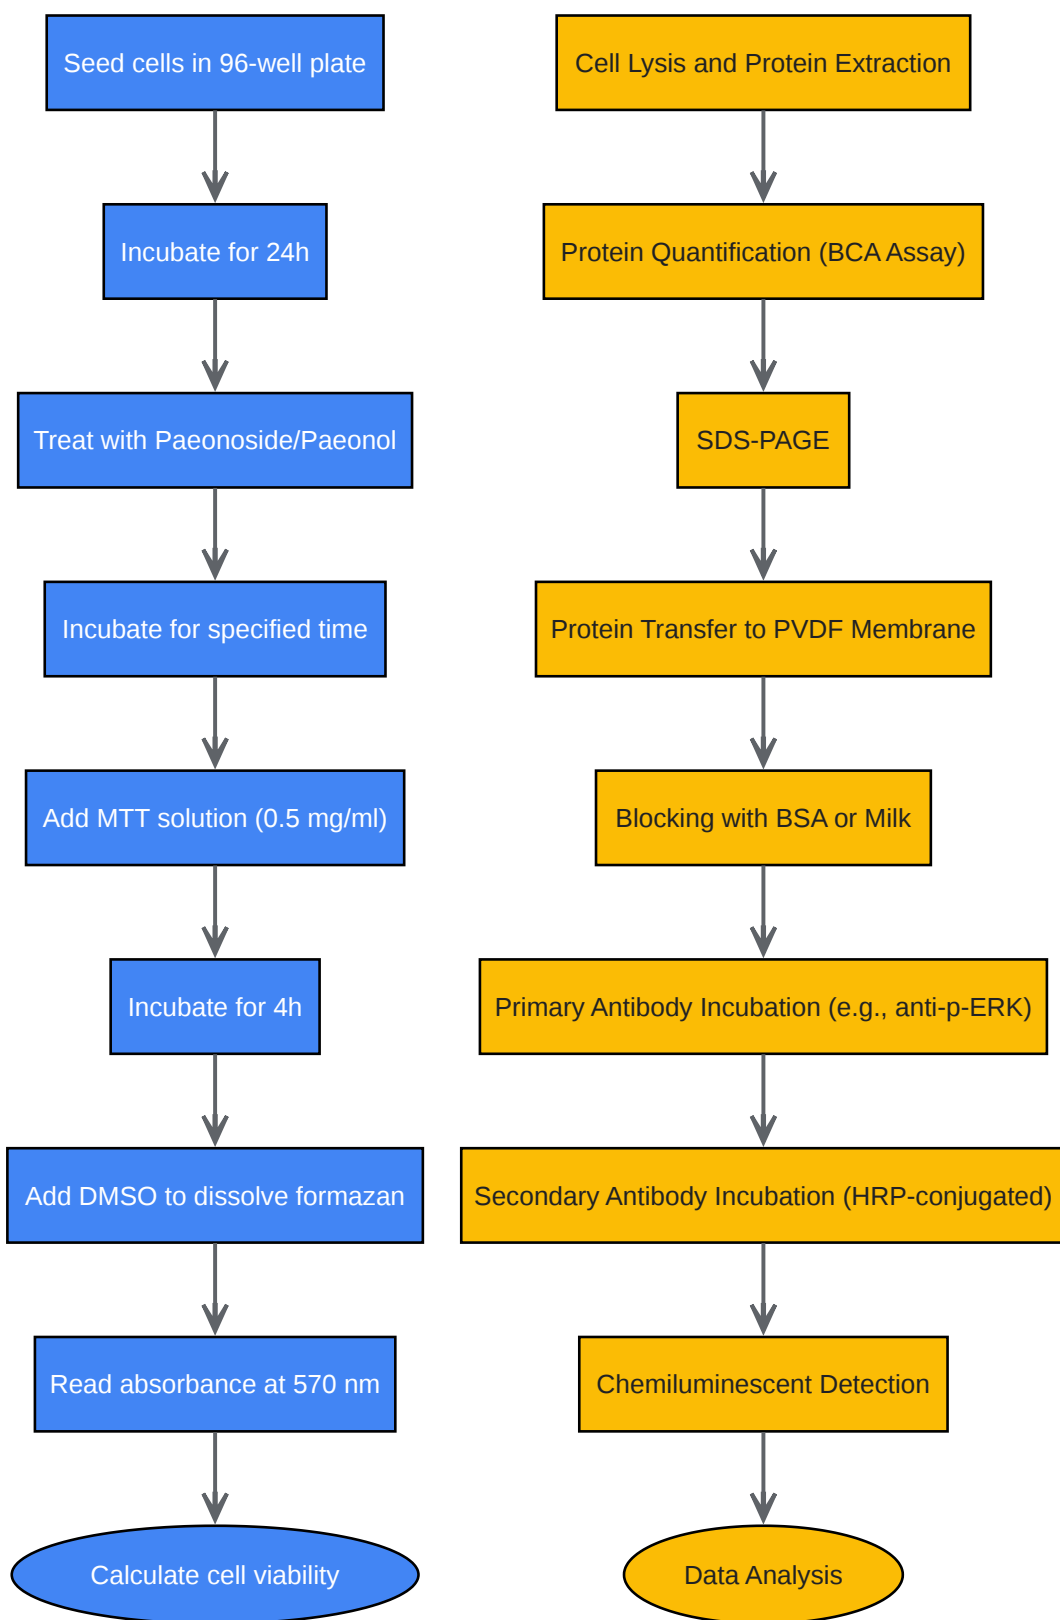 Seed cells in 96-well plate
Incubate for 24h
Treat with Paeonoside/Paeonol
Incubate for specified time
Add MTT solution (0.5 mg/ml)
Incubate for 4h
Add DMSO to dissolve formazan
Read absorbance at 570 nm
Calculate cell viability
Cell Lysis and Protein Extraction
Protein Quantification (BCA Assay)
SDS-PAGE
Protein Transfer to PVDF Membrane
Blocking with BSA or Milk
Primary Antibody Incubation (e.g., anti-p-ERK)
Secondary Antibody Incubation (HRP-conjugated)
Chemiluminescent Detection
Data Analysis